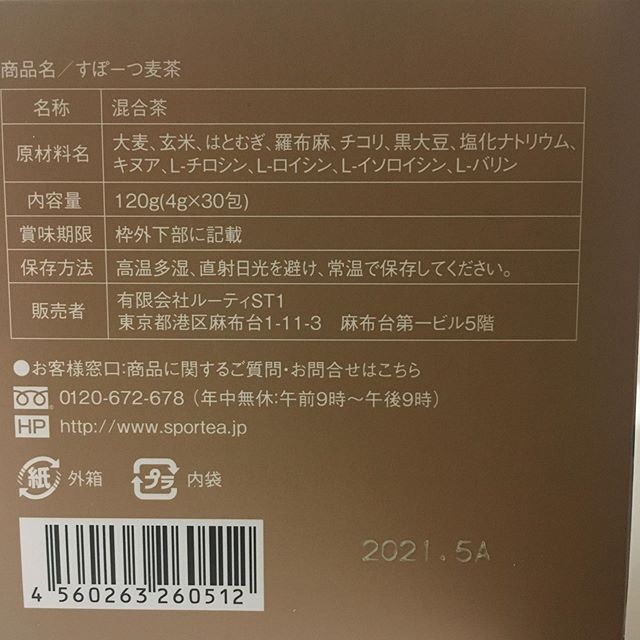 商品名／すぽーつ麦茶
名称 混合茶
原材料名 大麦、玄米、はとむぎ、羅布麻、チコリ、黒大豆、塩化ナトリウム、
キヌア、L-チロシン、L-ロイシン、L-イソロイシン、L-バリン
内容量 120g(4g×30包)
賞味期限 枠外下部に記載
保存方法 高温多湿、直射日光を避け、常温で保存してください。
販売者 有限会社ルーティST1
東京都港区麻布台1-11-3 麻布台第一ビル5階
●お客様窓口:商品に関するご質問・お問合せはこちら
0120-672-678（年中無休:午前9時〜午後9時）
HP http://www.sportea.jp
紙 外箱 プラ 内袋
2021.5A
4 560263 260512